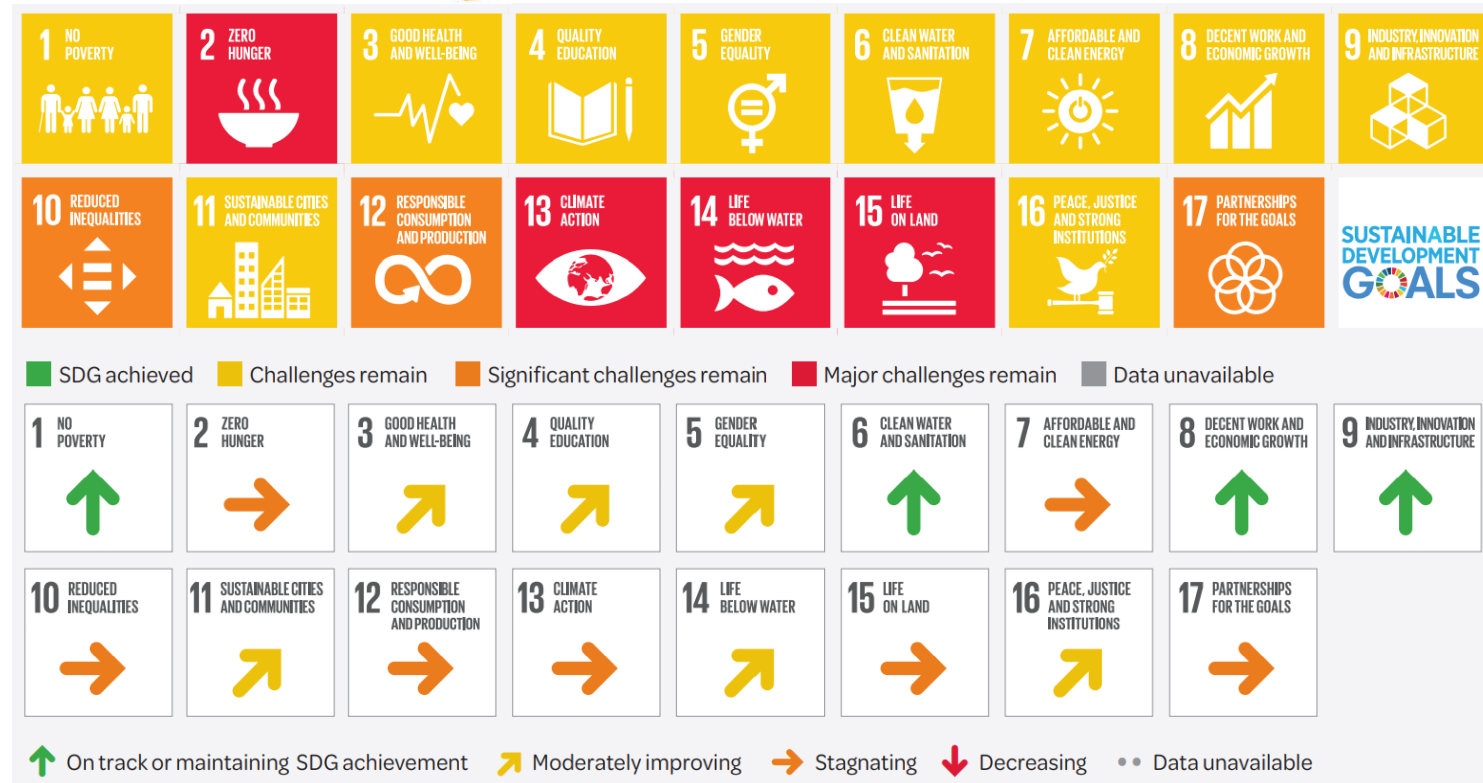 1 NO
POVERTY
2 ZERO
HUNGER
3 GOOD HEALTH
AND WELL-BEING
4 QUALITY
EDUCATION
5 GENDER
EQUALITY
6 CLEAN WATER
AND SANITATION
7 AFFORDABLE AND
CLEAN ENERGY
8 DECENT WORK AND
ECONOMIC GROWTH
9 INDUSTRY, INNOVATION
AND INFRASTRUCTURE
10 REDUCED
INEQUALITIES
11 SUSTAINABLE CITIES
AND COMMUNITIES
12 RESPONSIBLE
CONSUMPTION
AND PRODUCTION
13 CLIMATE
ACTION
14 LIFE
BELOW WATER
15 LIFE
ON LAND
16 PEACE, JUSTICE
AND STRONG
INSTITUTIONS
17 PARTNERSHIPS
FOR THE GOALS
SUSTAINABLE
DEVELOPMENT
GOALS
SDG achieved Challenges remain Significant challenges remain Major challenges remain Data unavailable
1 NO
POVERTY
2 ZERO
HUNGER
3 GOOD HEALTH
AND WELL-BEING
4 QUALITY
EDUCATION
5 GENDER
EQUALITY
6 CLEAN WATER
AND SANITATION
7 AFFORDABLE AND
CLEAN ENERGY
8 DECENT WORK AND
ECONOMIC GROWTH
9 INDUSTRY, INNOVATION
AND INFRASTRUCTURE
10 REDUCED
INEQUALITIES
11 SUSTAINABLE CITIES
AND COMMUNITIES
12 RESPONSIBLE
CONSUMPTION
AND PRODUCTION
13 CLIMATE
ACTION
14 LIFE
BELOW WATER
15 LIFE
ON LAND
16 PEACE, JUSTICE
AND STRONG
INSTITUTIONS
17 PARTNERSHIPS
FOR THE GOALS
On track or maintaining SDG achievement Moderately improving Stagnating Decreasing Data unavailable